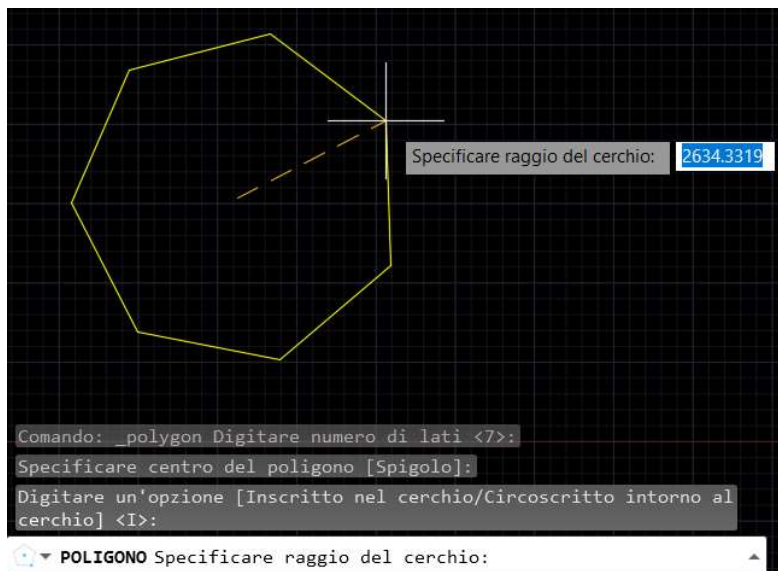 Specificare raggio del cerchio: 2634.3319
Comando: _polygon Digitare numero di lati <7>:
Specificare centro del poligono [Spigolo]:
Digitare un'opzione [Inscritto nel cerchio/Circoscritto intorno al
cerchio] <I>:
POLIGONO Specificare raggio del cerchio: